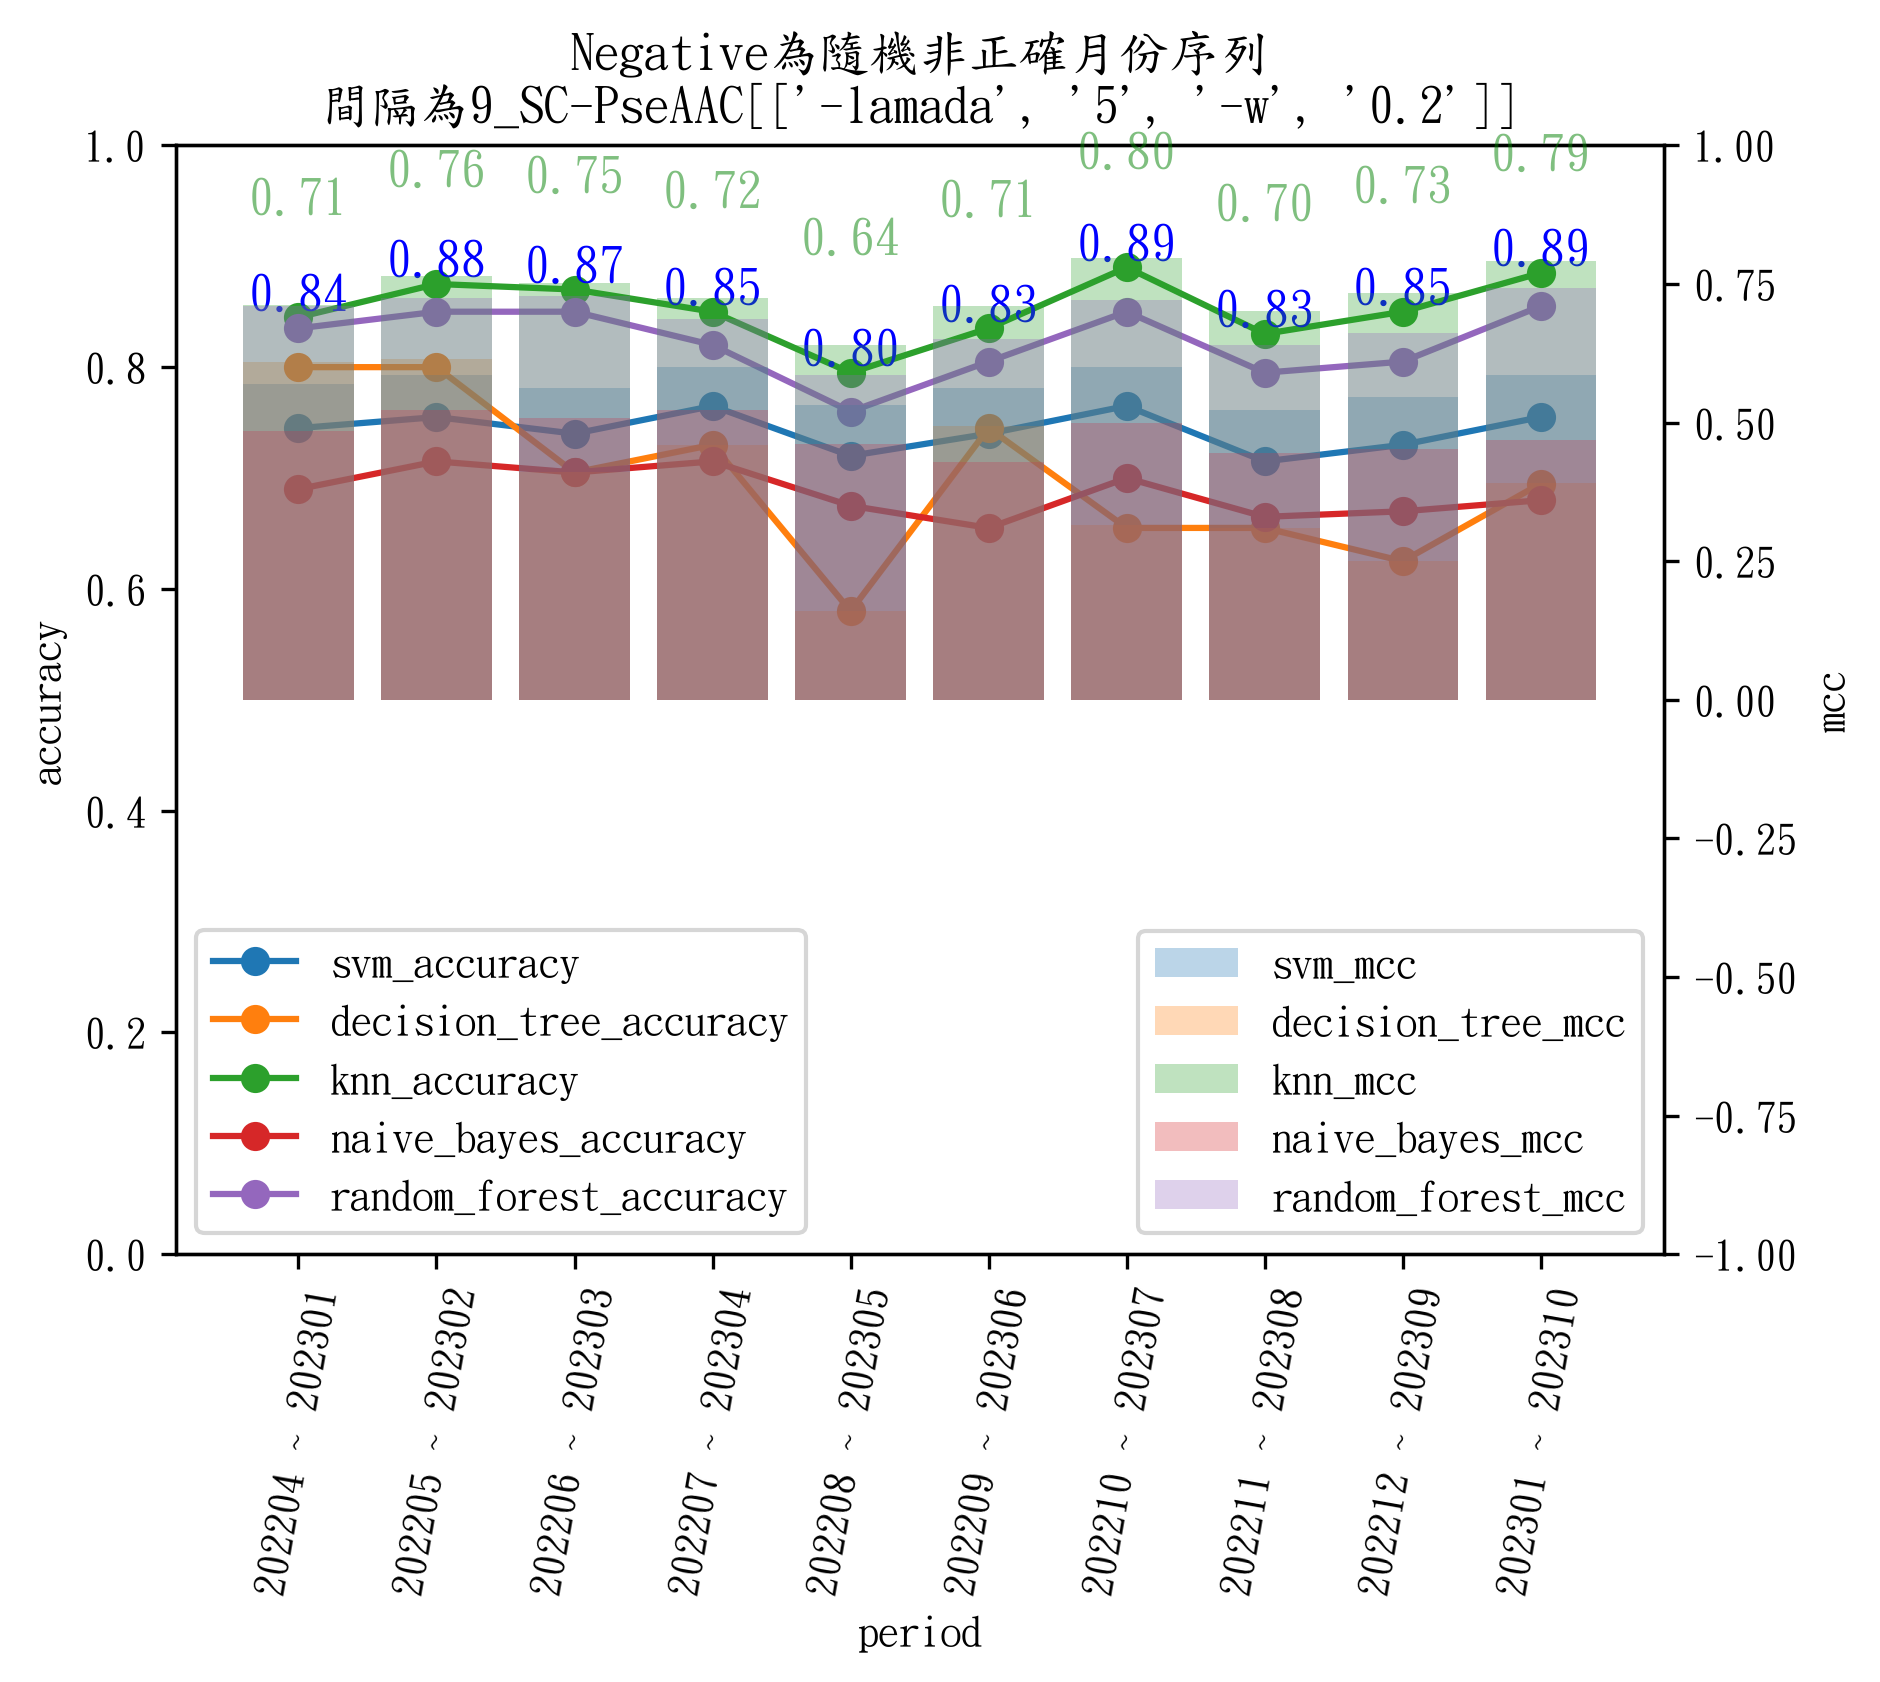 Negative為隨機非正確月份序列
間隔為9_SC-PseAAC[['-lamada', '5', '-w', '0.2']]
1.0
0.8
0.6
0.4
0.2
0.0
accuracy
0.71 0.76 0.75 0.72 0.64 0.71 0.80 0.70 0.73 0.79
0.84 0.88 0.87 0.85 0.80 0.83 0.89 0.83 0.85 0.89
1.00
0.75
0.50
0.25
0.00
-0.25
-0.50
-0.75
-1.00
mcc
svm_accuracy
decision_tree_accuracy
knn_accuracy
naive_bayes_accuracy
random_forest_accuracy
svm_mcc
decision_tree_mcc
knn_mcc
naive_bayes_mcc
random_forest_mcc
202204 ~ 202301
202205 ~ 202302
202206 ~ 202303
202207 ~ 202304
202208 ~ 202305
202209 ~ 202306
202210 ~ 202307
202211 ~ 202308
202212 ~ 202309
202301 ~ 202310
period